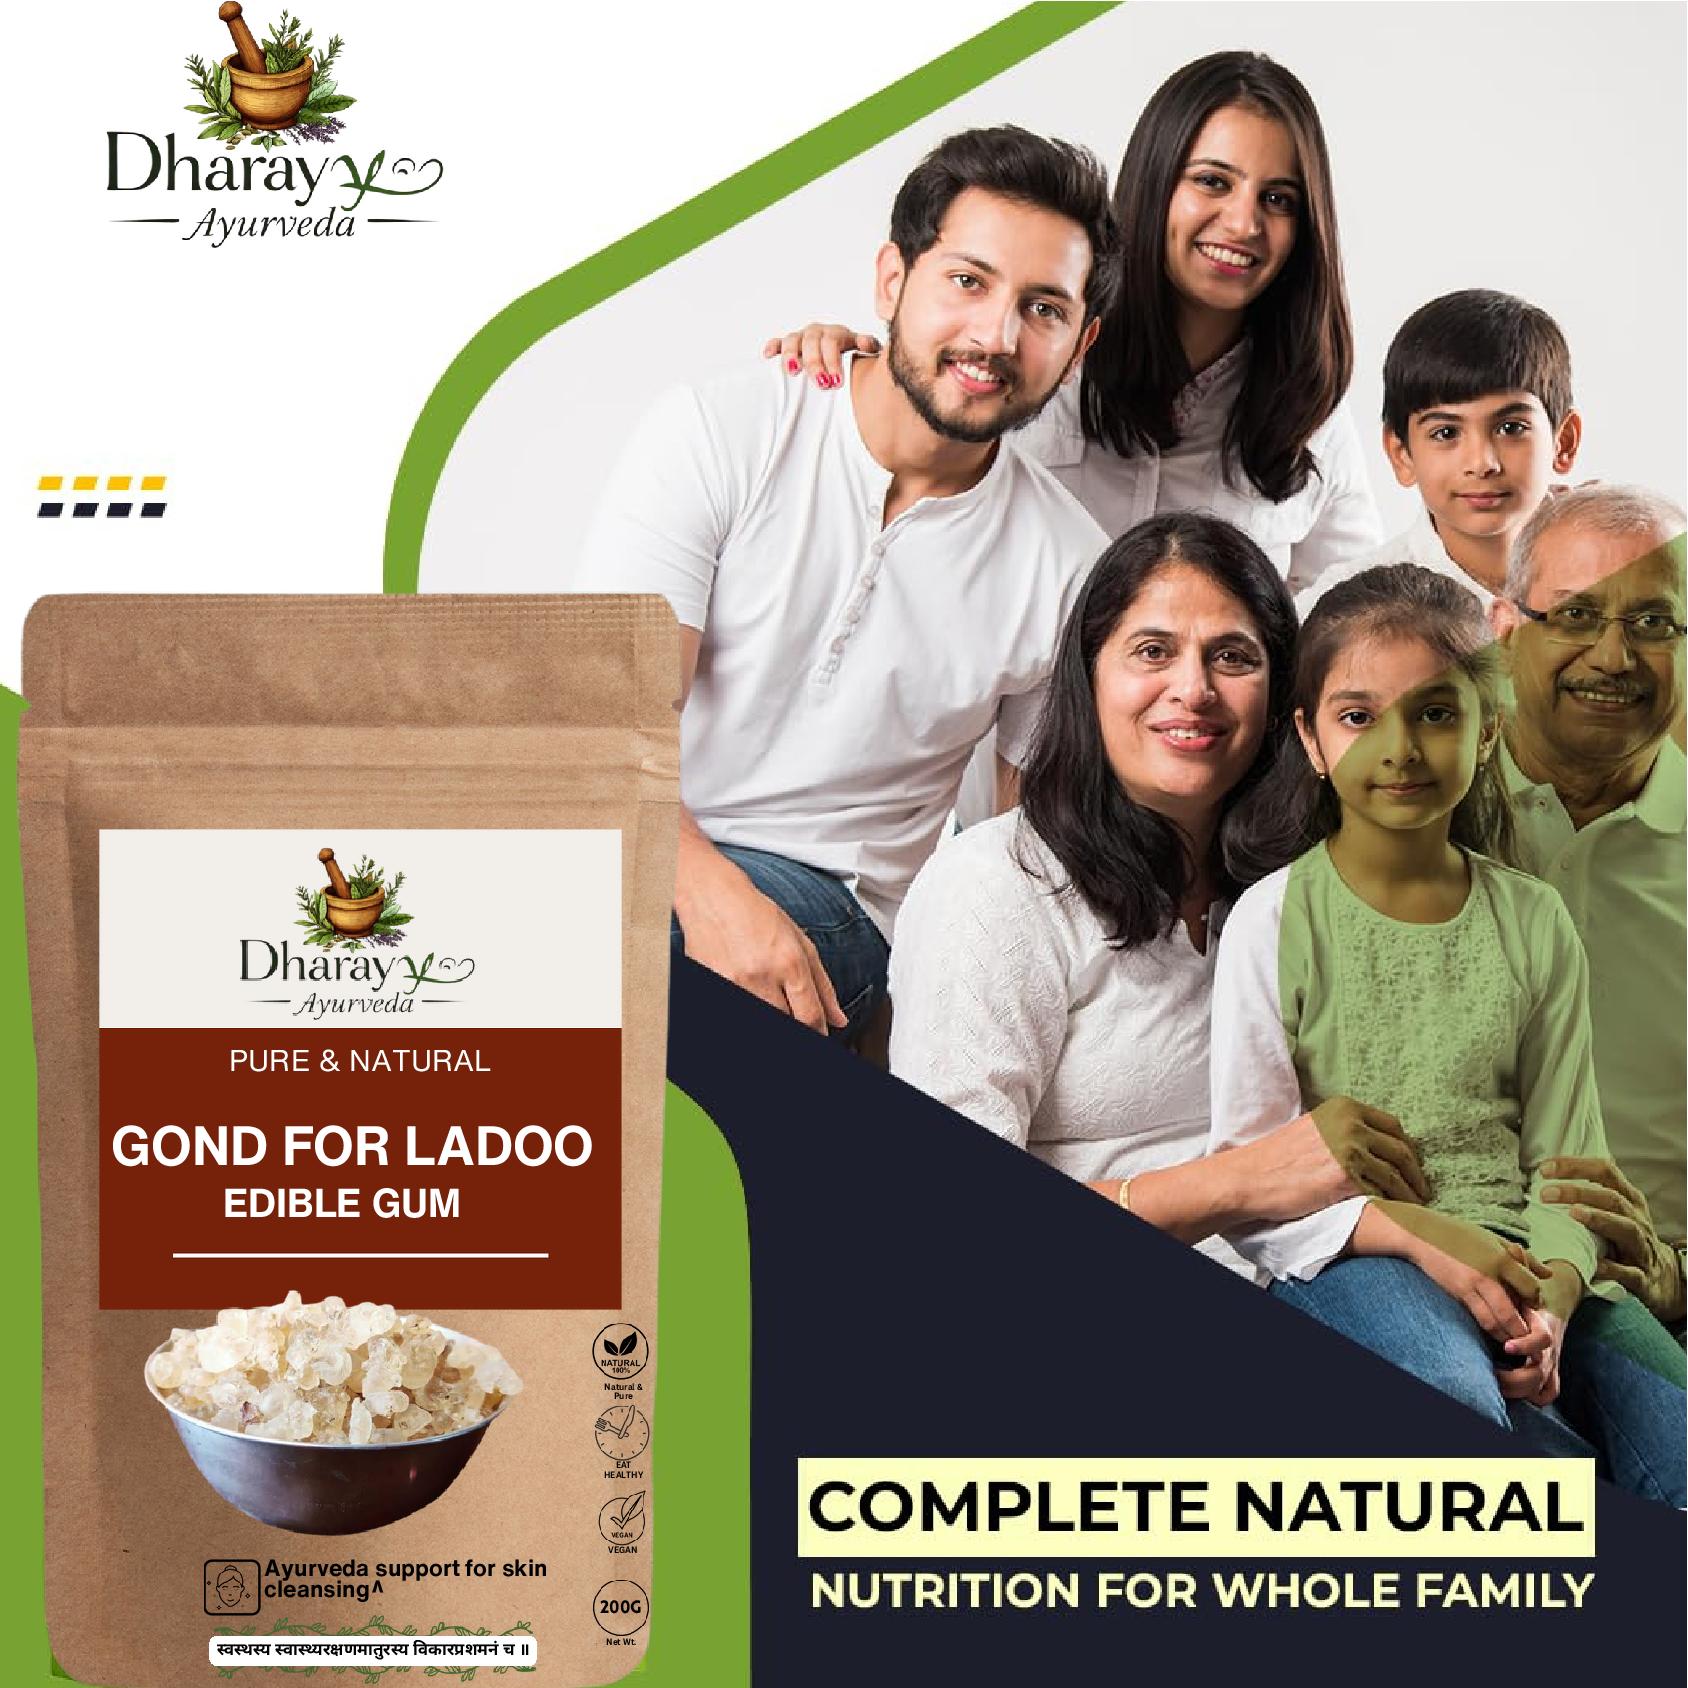 Dharay
Ayurveda
Dharay
Ayurveda
PURE & NATURAL
GOND FOR LADOO
EDIBLE GUM
NATURAL
100%
Natural &
Pure
EAT
HEALTHY
VEGAN
VEGAN
200G
Net Wt.
Ayurveda support for skin
cleansing^
स्वस्थस्य स्वास्थ्यरक्षणमातुरस्य विकारप्रशमनं च ॥
COMPLETE NATURAL
NUTRITION FOR WHOLE FAMILY